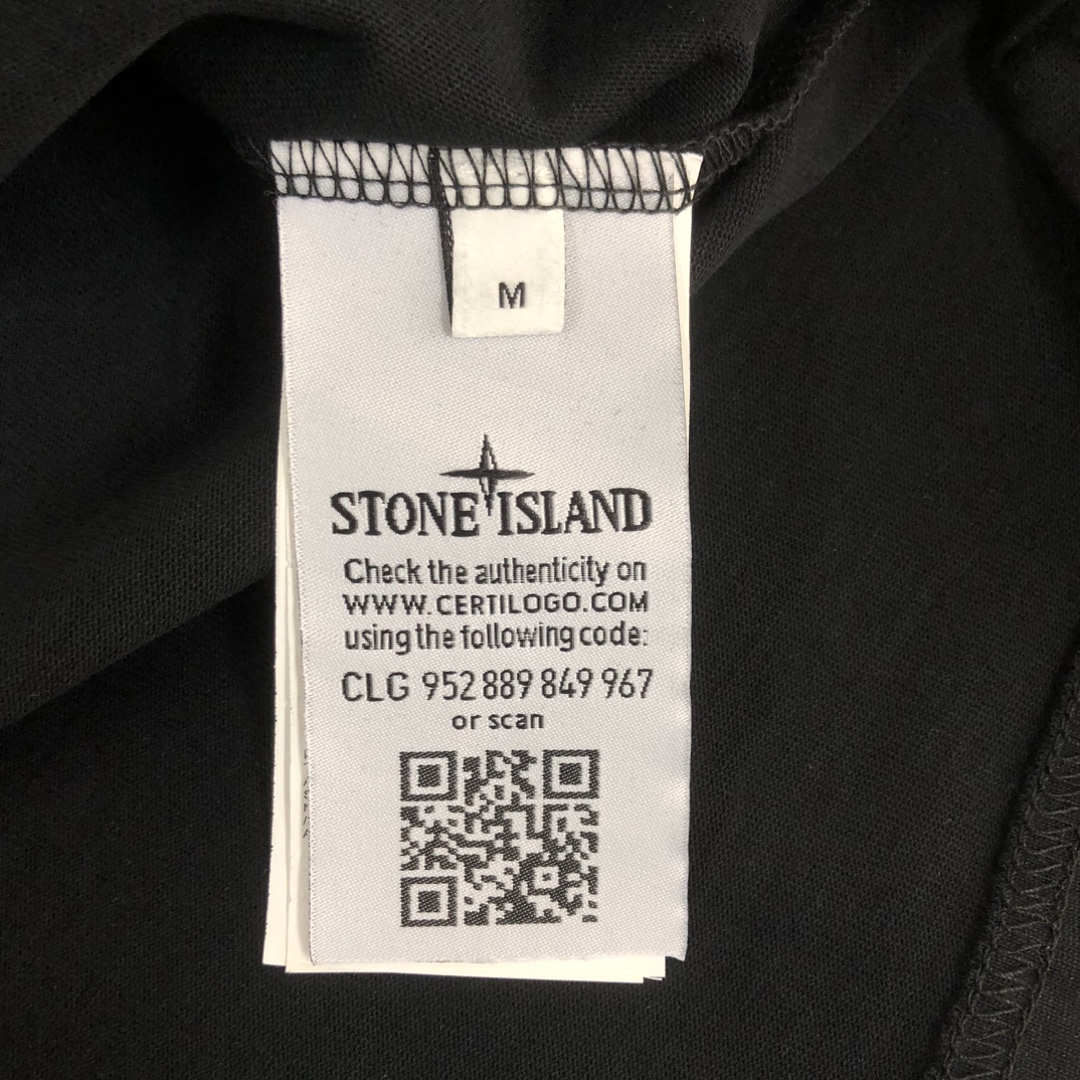 M
STONE ISLAND
Check the authenticity on
WWW.CERTILOGO.COM
using the following code:
CLG 952 889 849 967
or scan